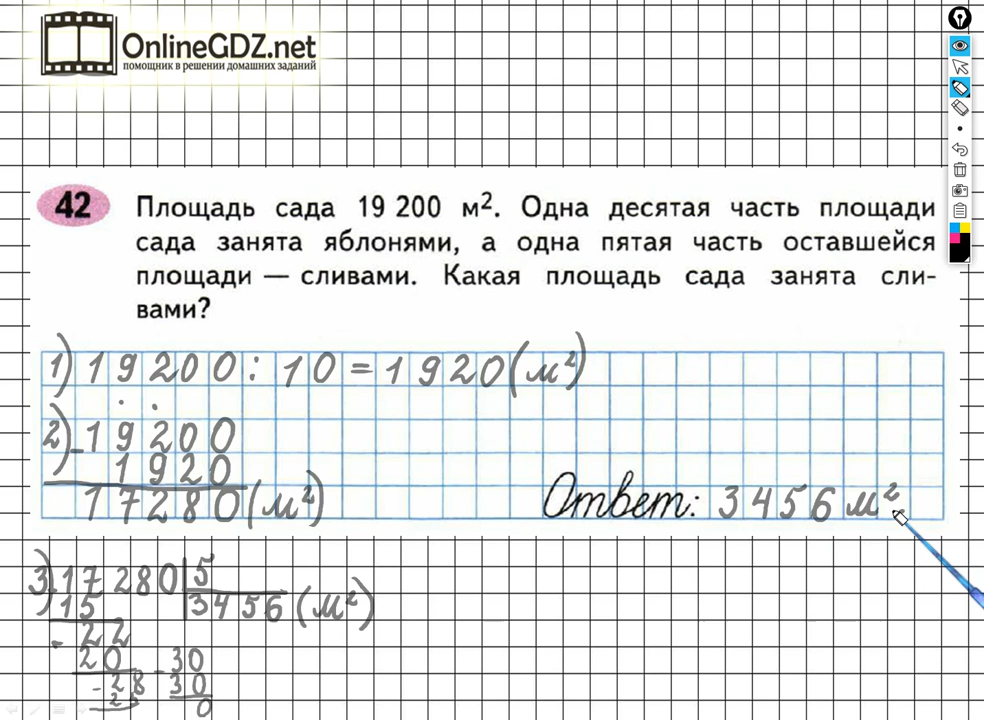 OnlineGDZ.net
помощник в решении домашних заданий
42
Площадь сада 19 200 м². Одна десятая часть площади
сада занята яблонями, а одна пятая часть оставшейся
площади — сливами. Какая площадь сада занята сли-
вами?
1) 19200 : 10 = 1920 (м²)
2) - 19200
1920
17280 (м²)
Ответ: 3456 м²
3) 17280 5
15 3456 (м²)
- 22
20 - 30
- 28 30
0